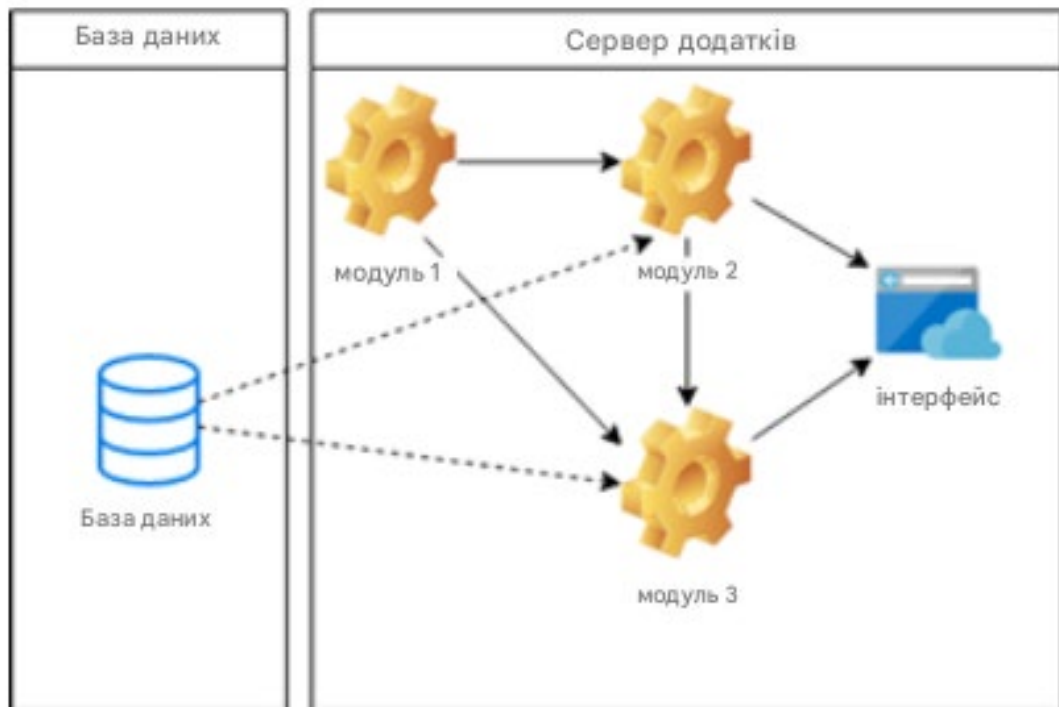 База даних
Сервер додатків
модуль 1
модуль 2
інтерфейс
База даних
модуль 3